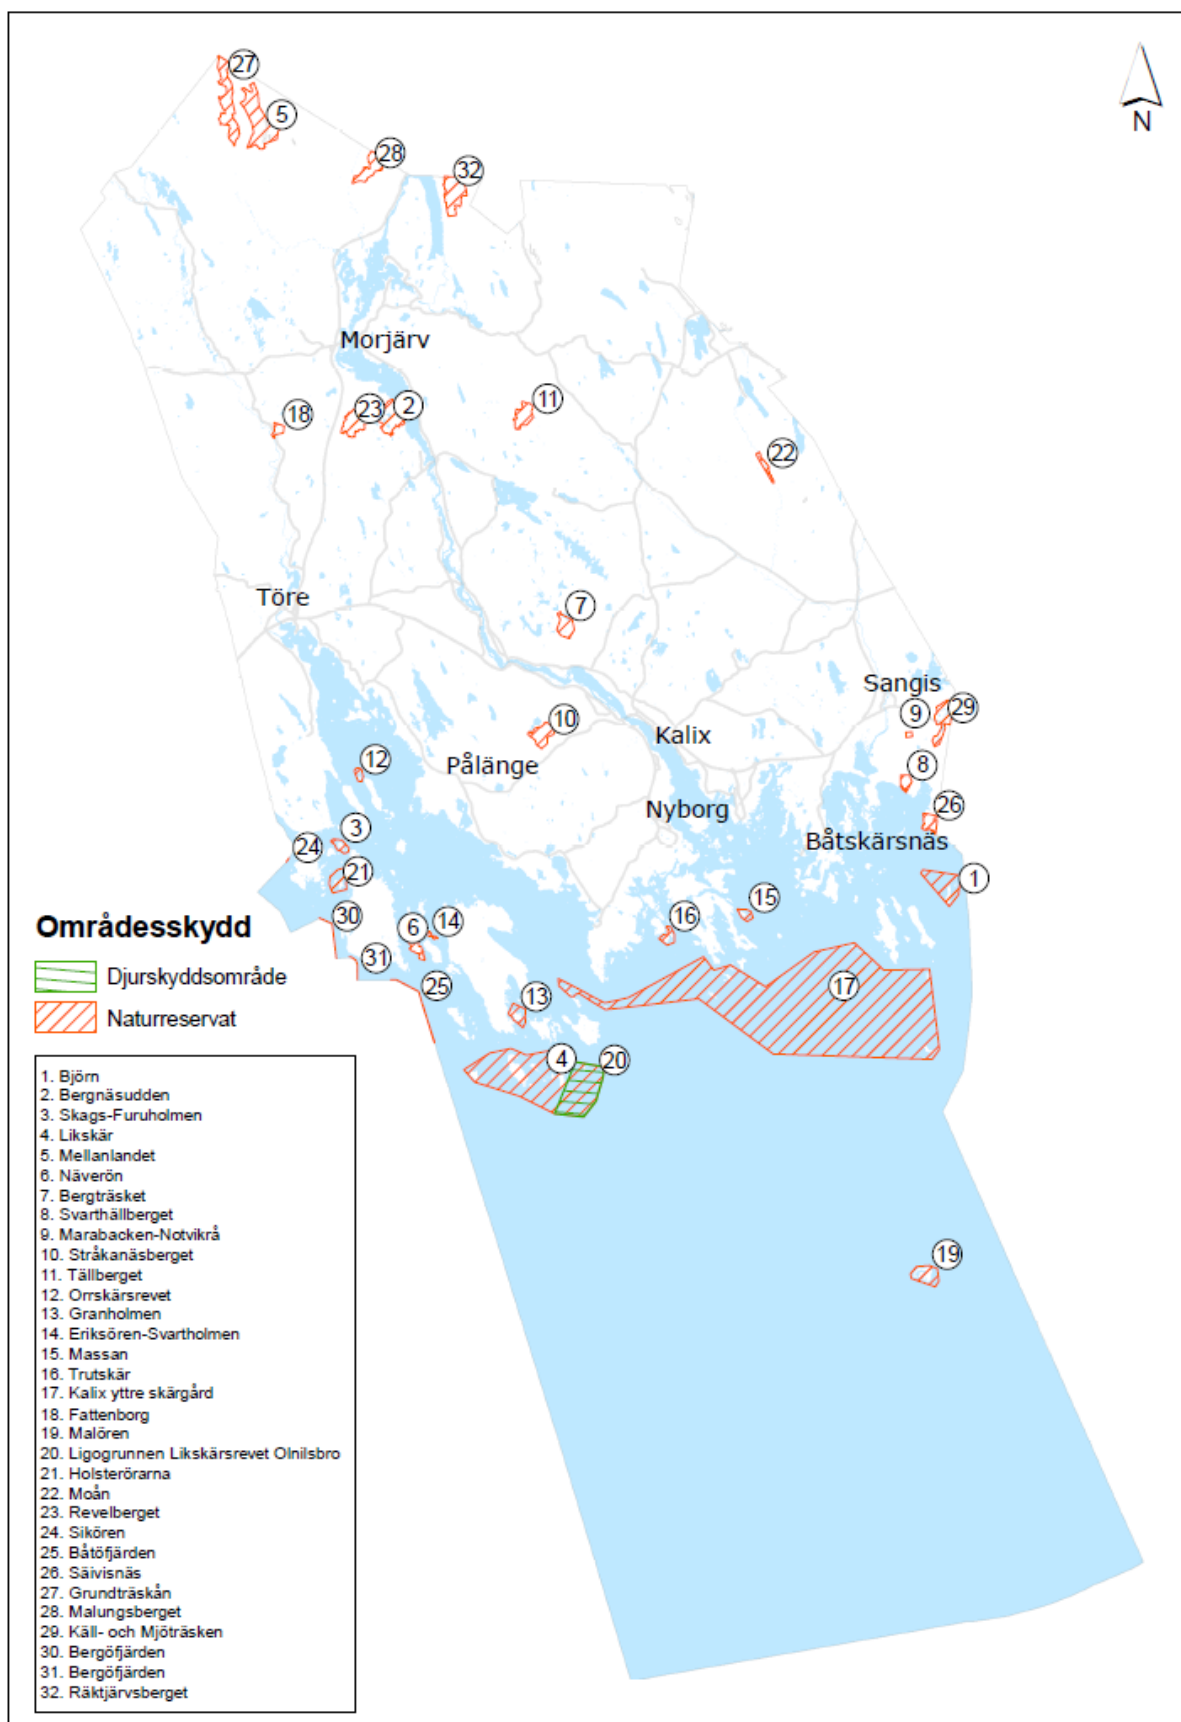 27
5
28
32
N
Morjärv
18
23
2
11
22
Töre
7
Sangis
9
29
10
Kalix
12
Pålänge
8
Nyborg
26
Båtskärsnäs
3
24
21
1
15
30
6
14
16
Områdesskydd
31
Djurskyddsområde
25
17
13
Naturreservat
4
20
19
1. Björn
2. Bergnäsudden
3. Skags-Furuholmen
4. Likskär
5. Mellanlandet
6. Näverön
7. Bergträsket
8. Svarthällberget
9. Marabacken-Notvikrå
10. Stråkanäsberget
11. Tällberget
12. Orrskärsrevet
13. Granholmen
14. Eriksören-Svartholmen
15. Massan
16. Trutskär
17. Kalix yttre skärgård
18. Fattenborg
19. Malören
20. Ligogrunnen Likskärsrevet Olnilsbro
21. Holsterörarna
22. Moån
23. Revelberget
24. Sikören
25. Båtöfjärden
26. Säivisnäs
27. Grundträskån
28. Malungsberget
29. Käll- och Mjöträsken
30. Bergöfjärden
31. Bergöfjärden
32. Räktjärvsberget